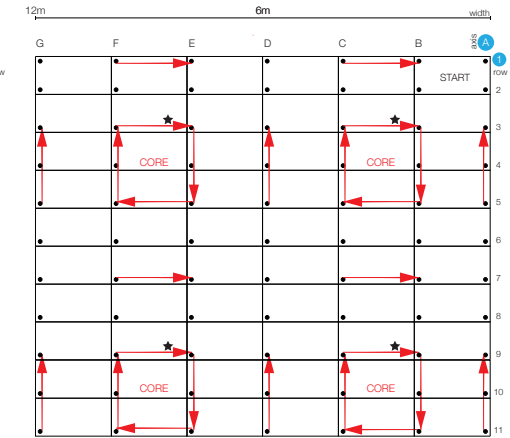 12m 6m width
G F E D C B axis A
1
w row
START
2
3
CORE CORE 4
5
6
7
8
9
CORE CORE 10
11